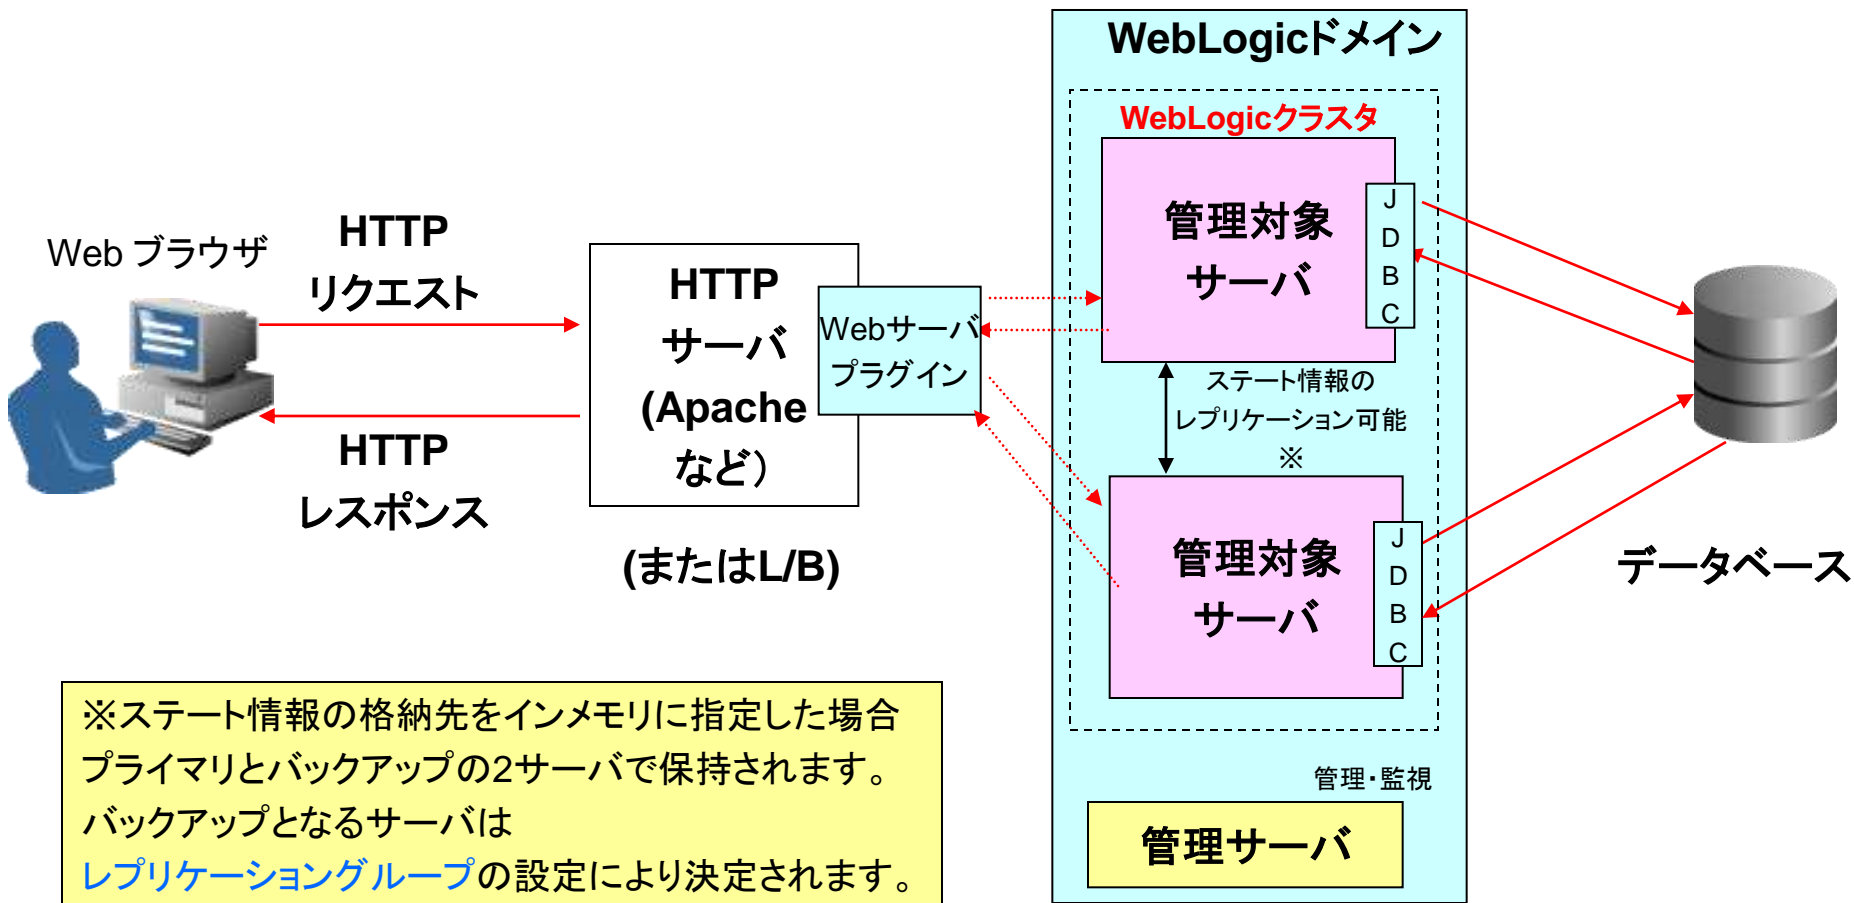 WebLogicドメイン
WebLogicクラスタ
管理対象
サーバ
J
D
B
C
Web ブラウザ
HTTP
リクエスト
HTTP
レスポンス
HTTP
サーバ
(Apache
など)
Webサーバ
プラグイン
(またはL/B)
ステート情報の
レプリケーション可能
※
管理対象
サーバ
J
D
B
C
データベース
管理・監視
管理サーバ
※ステート情報の格納先をインメモリに指定した場合
プライマリとバックアップの2サーバで保持されます。
バックアップとなるサーバは
レプリケーショングループの設定により決定されます。